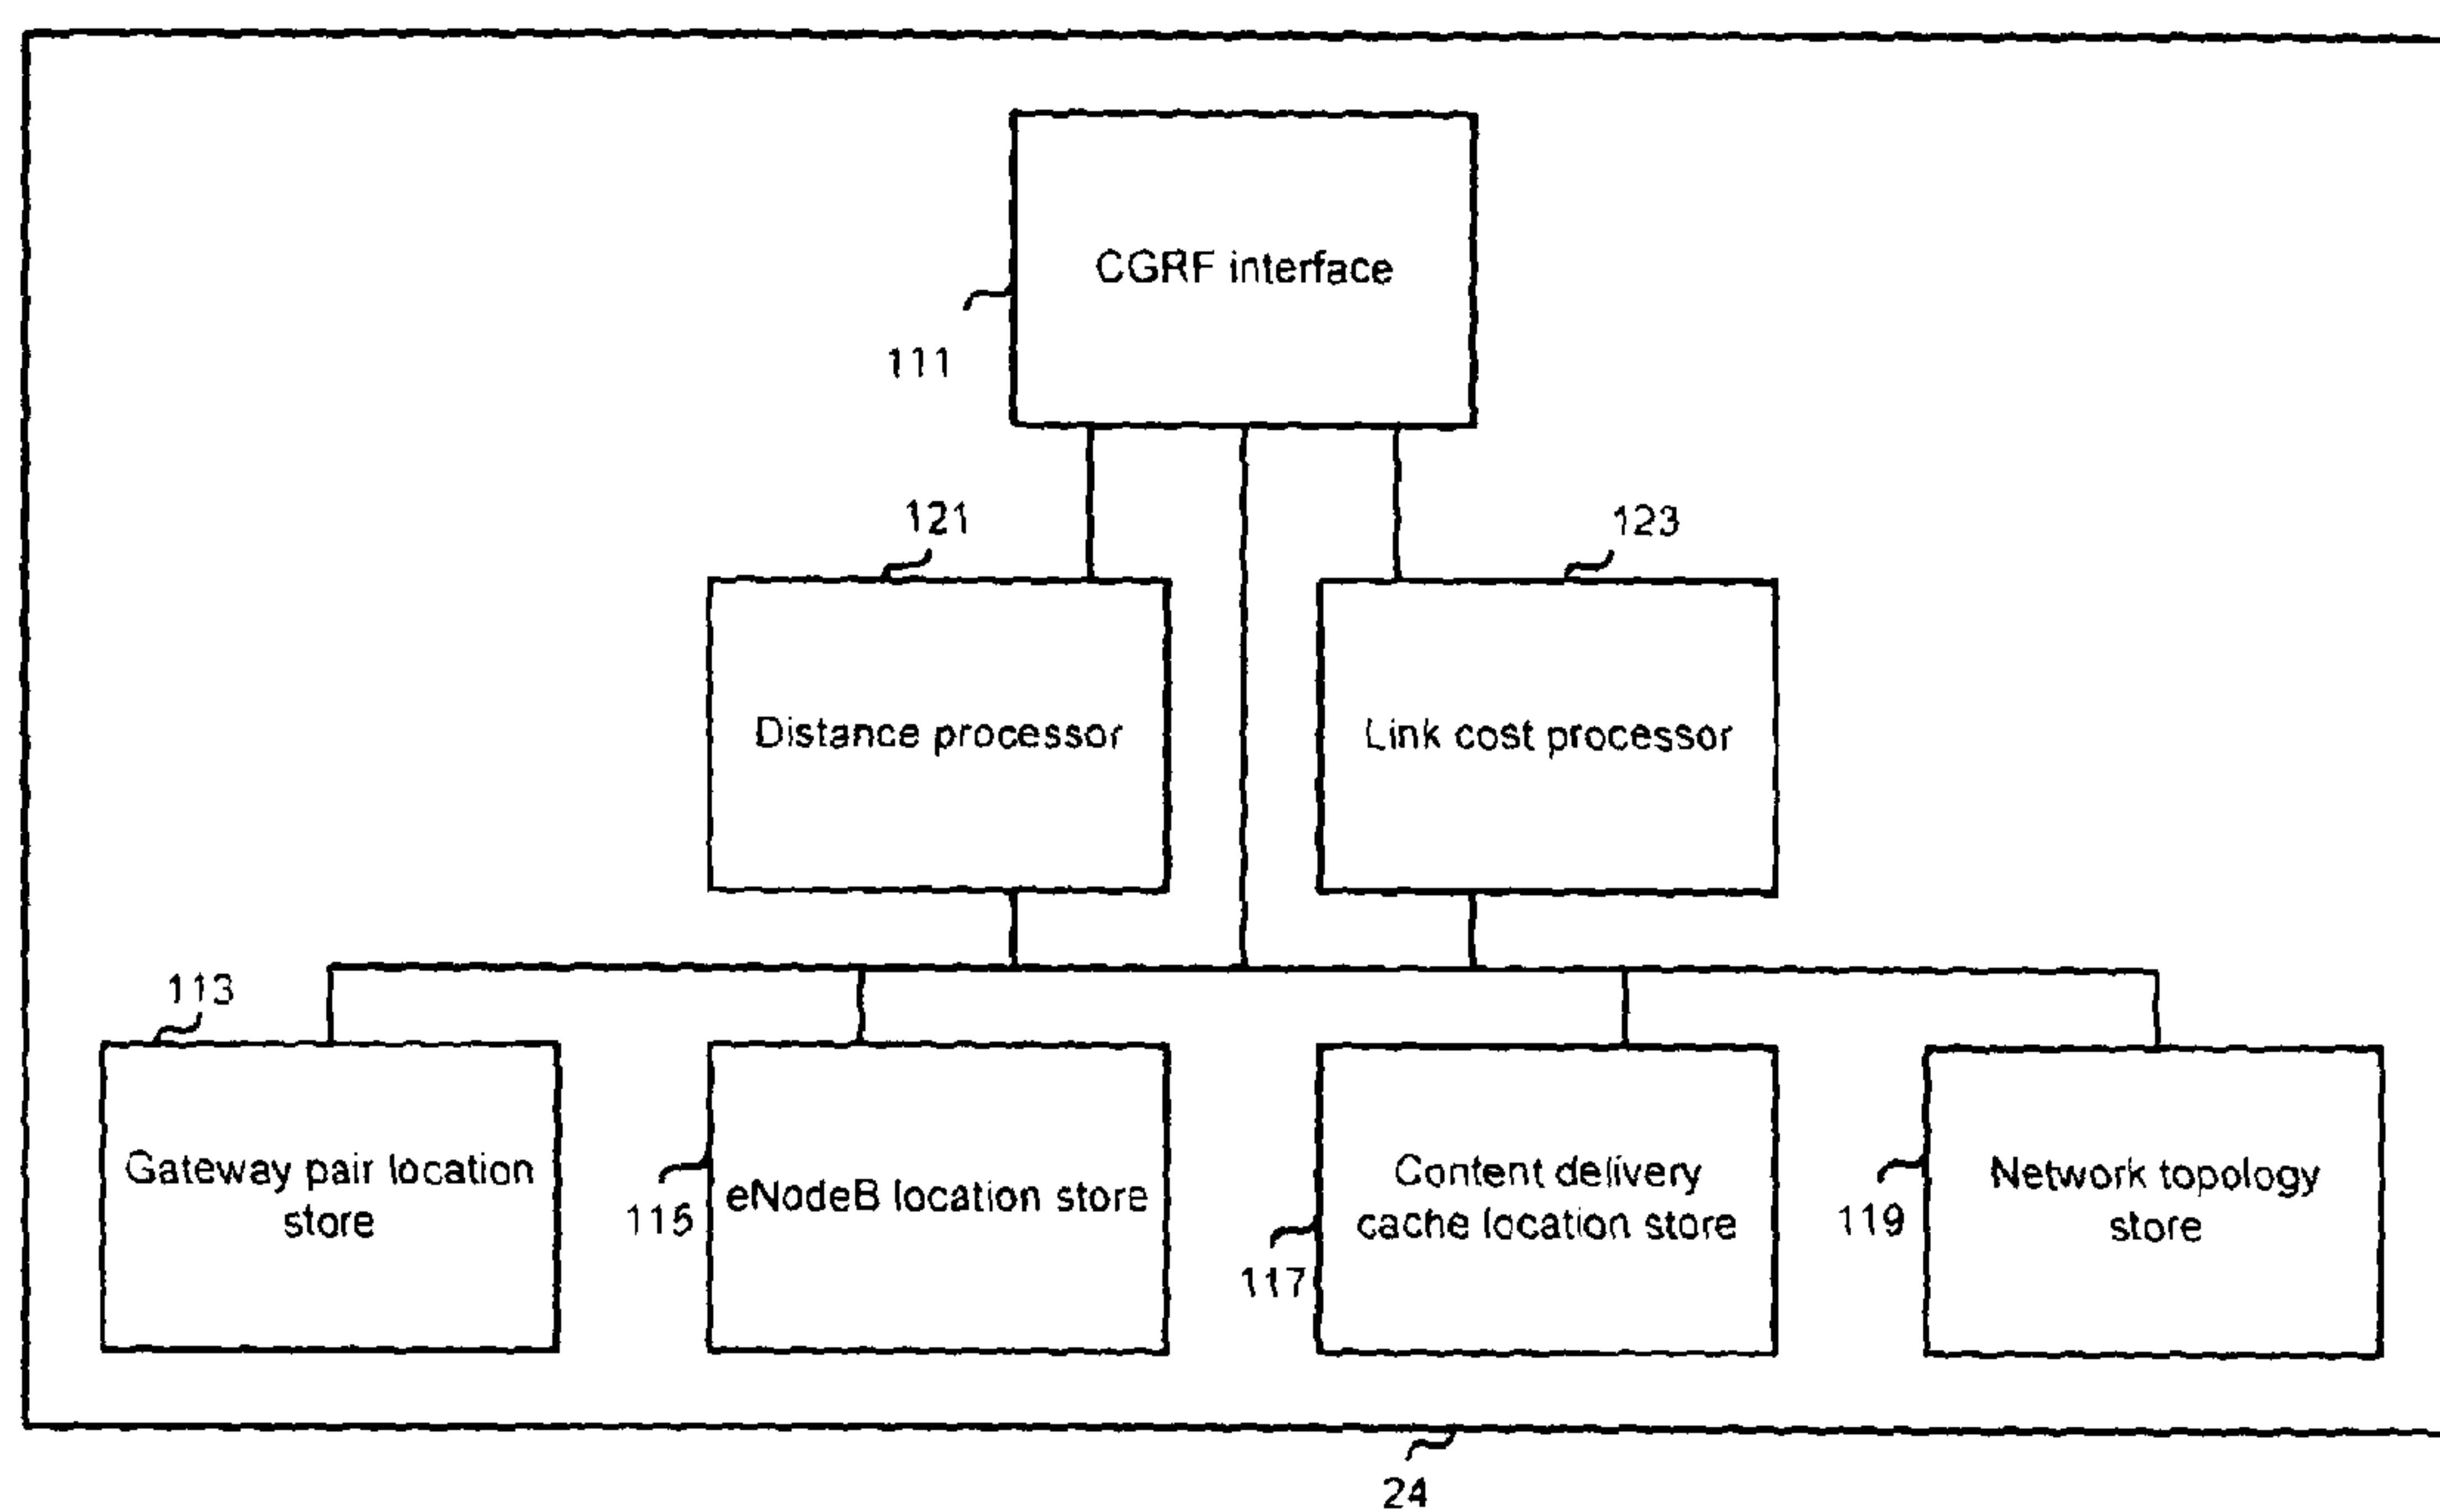 CGRF interface
111
121
123
Distance processor
Link cost processor
113
Gateway pair location
store
115
eNodeB location store
117
Content delivery
cache location store
119
Network topology
store
24